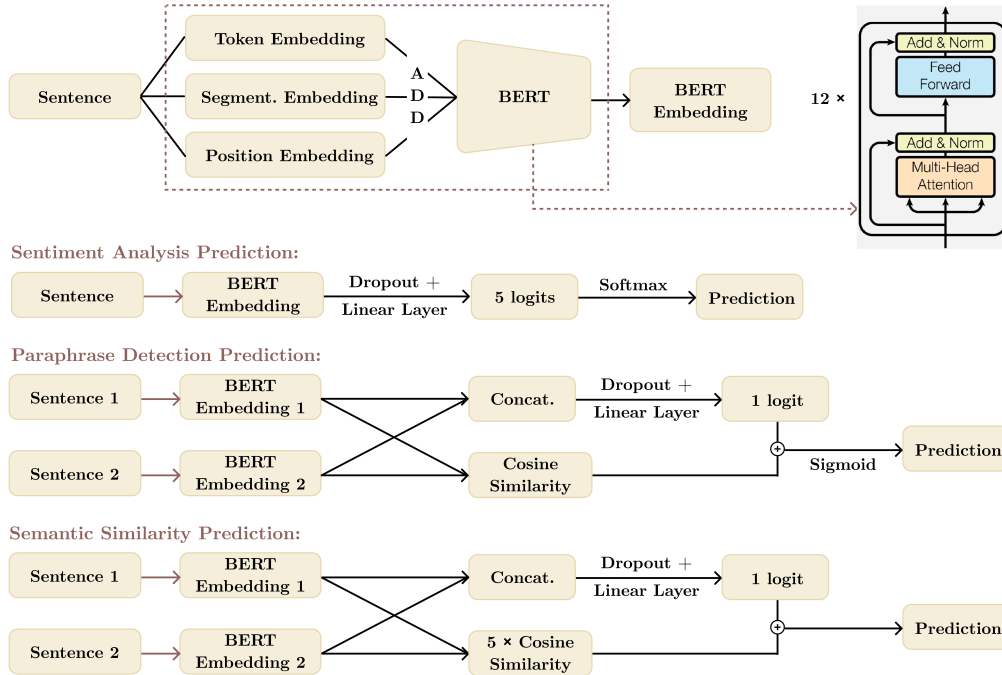 Token Embedding
Sentence
Segment. Embedding
Position Embedding
A
D
D
BERT
BERT
Embedding
12 ×
Add & Norm
Feed
Forward
Add & Norm
Multi-Head
Attention
Sentiment Analysis Prediction:
Sentence
BERT
Embedding
Dropout +
Linear Layer
5 logits
Softmax
Prediction
Paraphrase Detection Prediction:
Sentence 1
BERT
Embedding 1
Concat.
Dropout +
Linear Layer
1 logit
Sentence 2
BERT
Embedding 2
Cosine
Similarity
+
Sigmoid
Prediction
Semantic Similarity Prediction:
Sentence 1
BERT
Embedding 1
Concat.
Dropout +
Linear Layer
1 logit
Sentence 2
BERT
Embedding 2
5 × Cosine
Similarity
+
Prediction